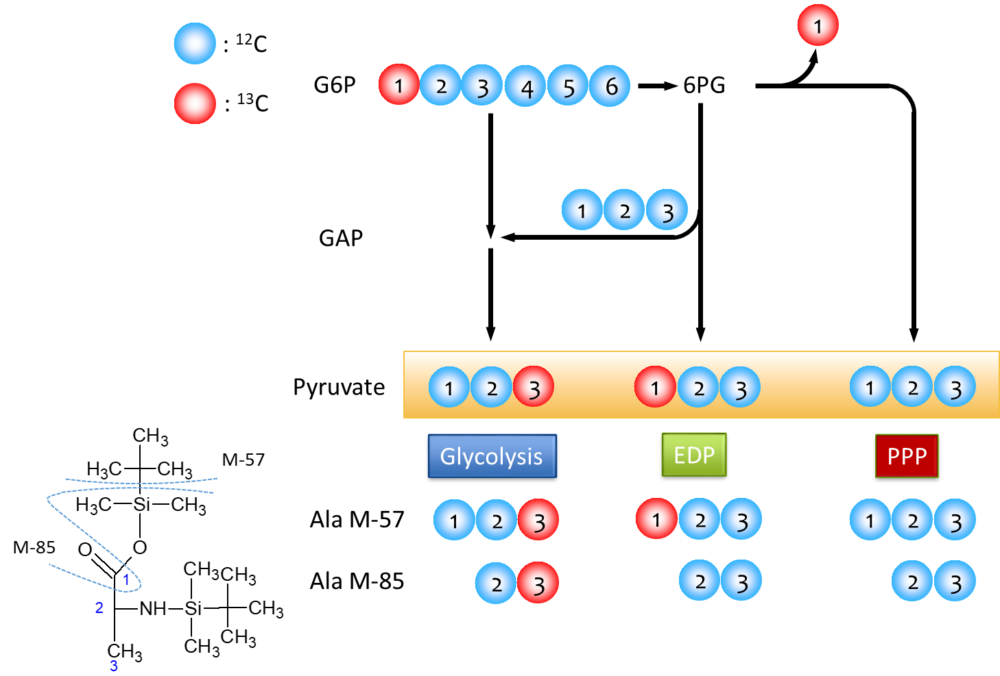 : ¹²C
: ¹³C
1
G6P 1 2 3 4 5 6 6PG
1 2 3
GAP
Pyruvate 1 2 3 1 2 3 1 2 3
Glycolysis EDP PPP
Ala M-57 1 2 3 1 2 3 1 2 3
Ala M-85 2 3 2 3 2 3
CH₃
M-57
H₃C CH₃
H₃C Si CH₃
M-85
O O
1
CH₃ CH₃
2 NH Si CH₃
CH₃ CH₃
CH₃
3